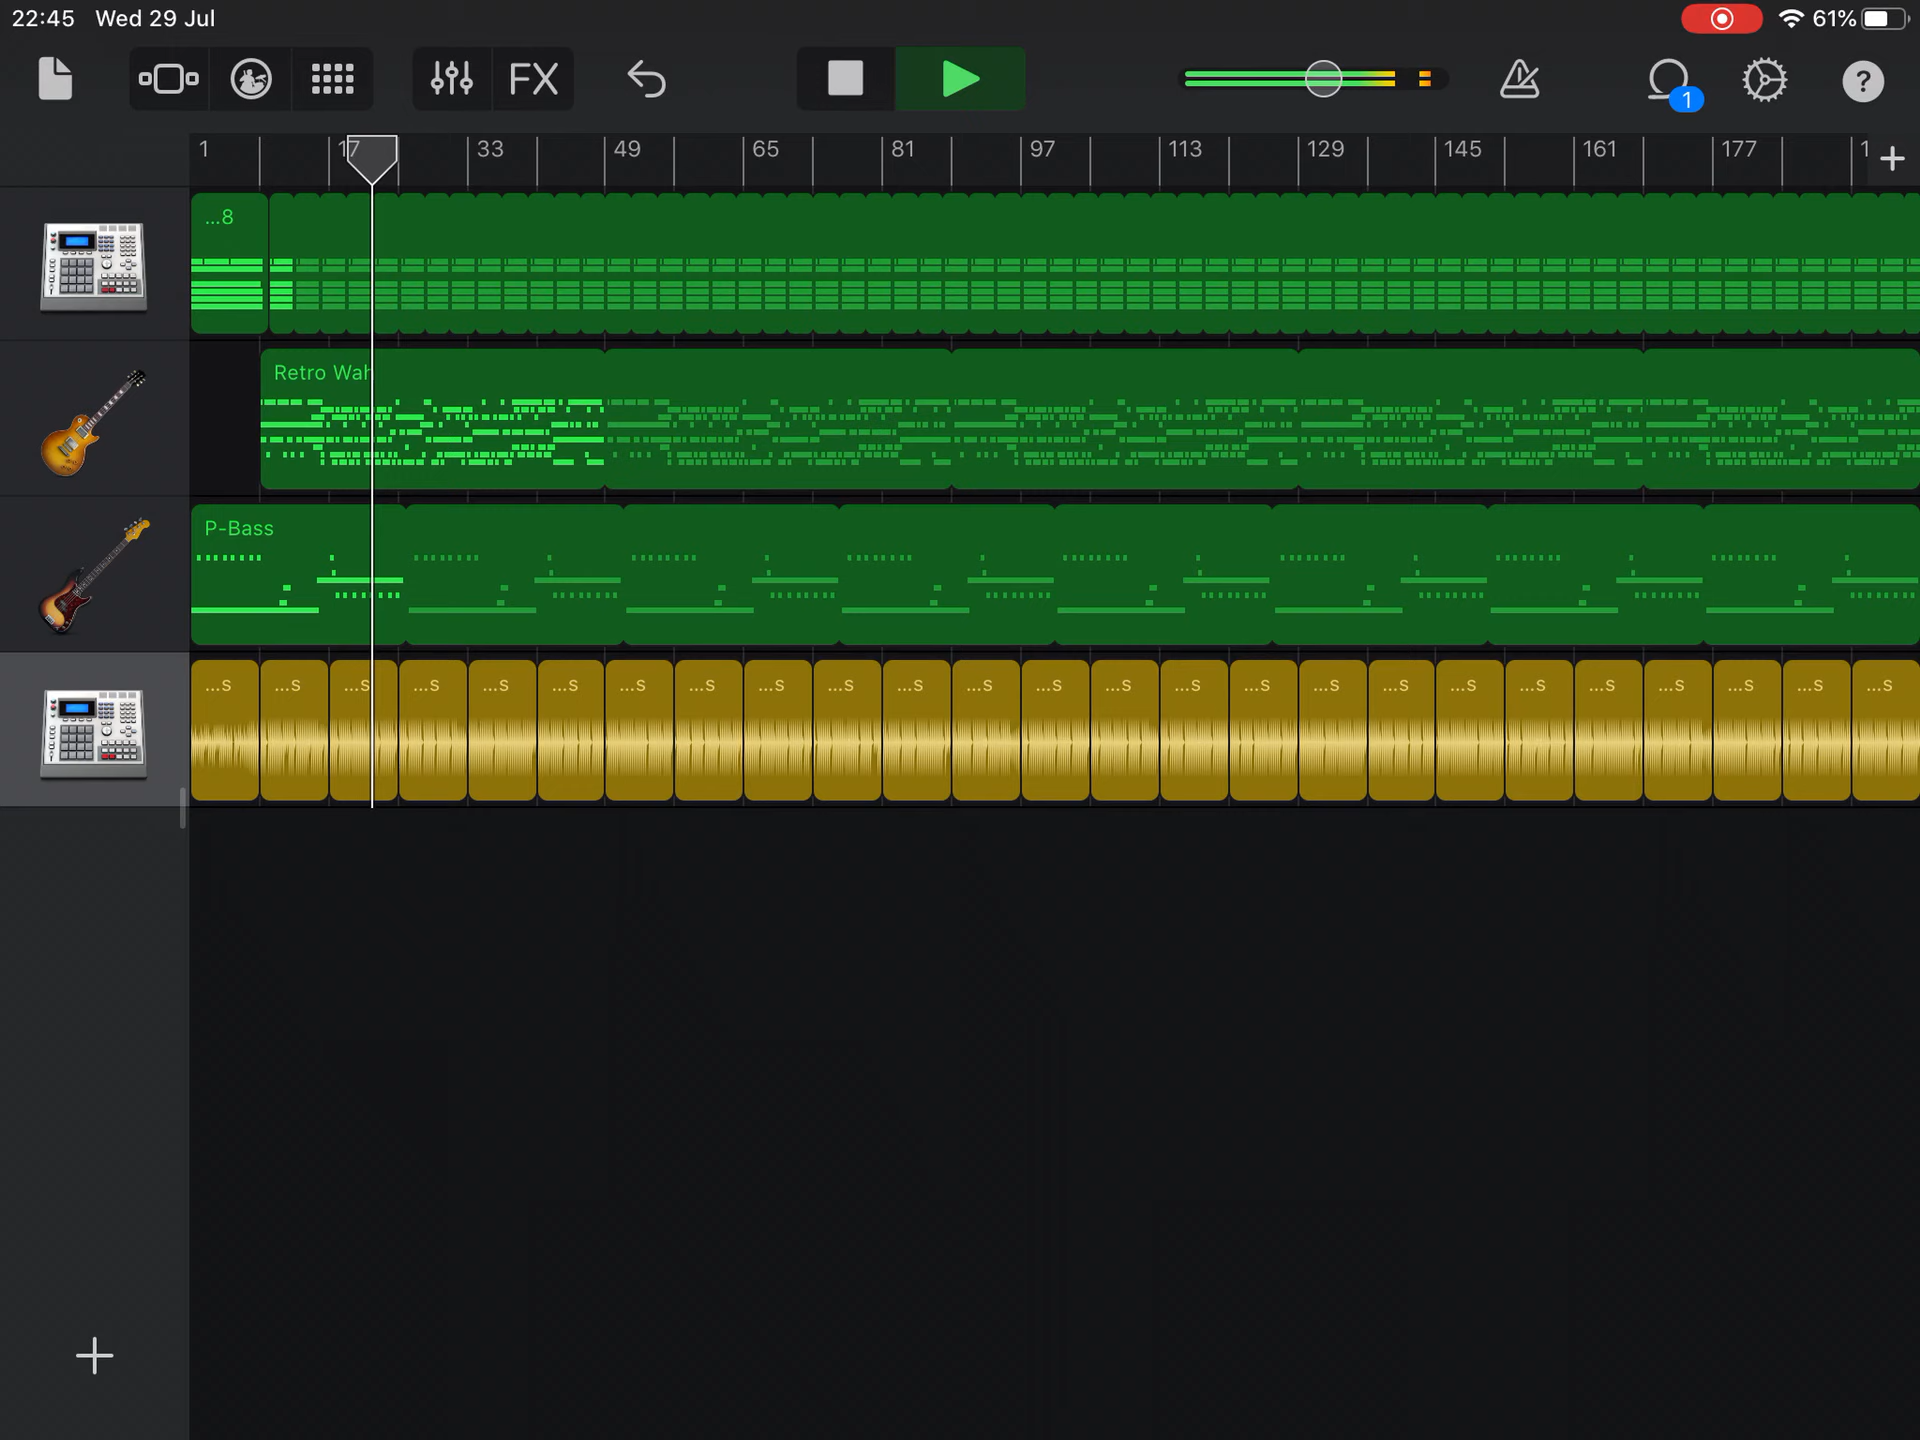 22:45 Wed 29 Jul 61%
FX 1 ?
1 17 33 49 65 81 97 113 129 145 161 177 1
...8
Retro Wah
P-Bass
...s ...s ...s ...s ...s ...s ...s ...s ...s ...s ...s ...s ...s ...s ...s ...s ...s ...s ...s ...s ...s ...s ...s ...s ...s